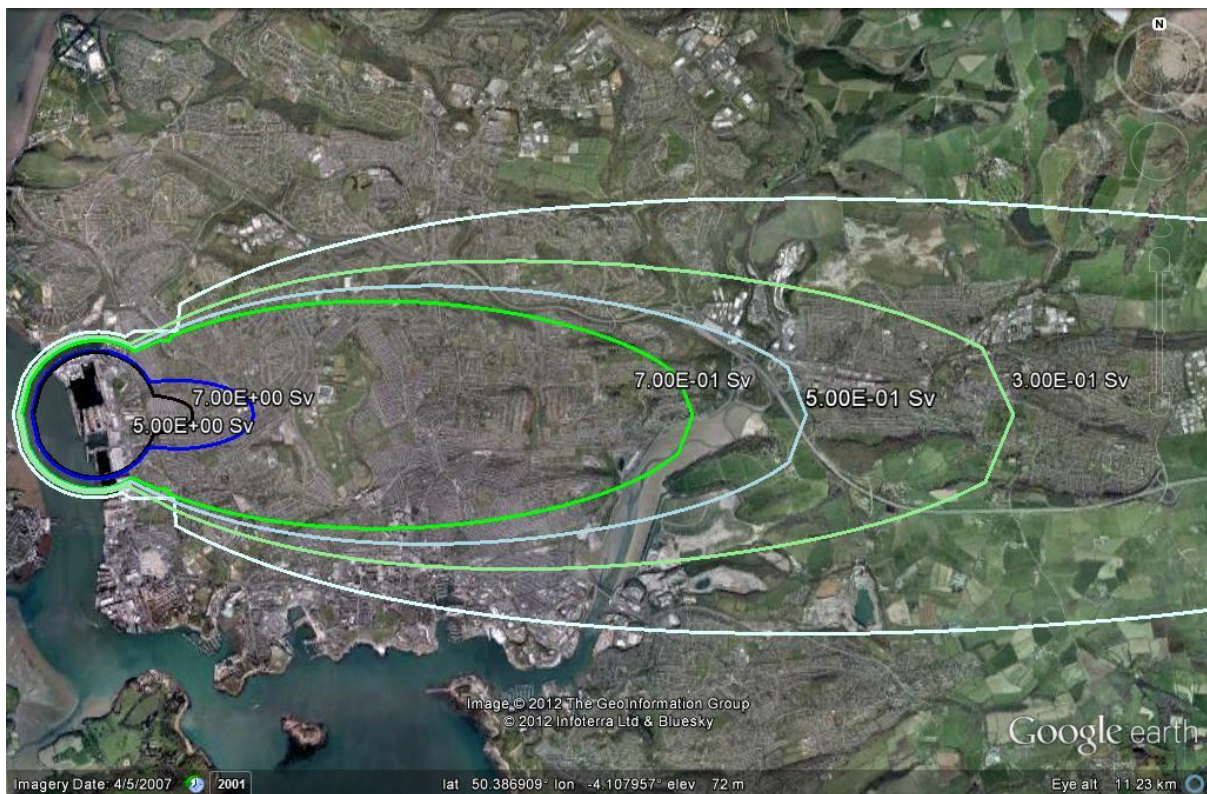 N
7.00E-01 Sv
3.00E-01 Sv
7.00E+00 Sv
5.00E-01 Sv
5.00E+00 Sv
Image © 2012 The GeoInformation Group
© 2012 Infoterra Ltd & Bluesky
Google earth
Imagery Date: 4/5/2007 2001 lat 50.386909° lon -4.107957° elev 72 m Eye alt 11.23 km